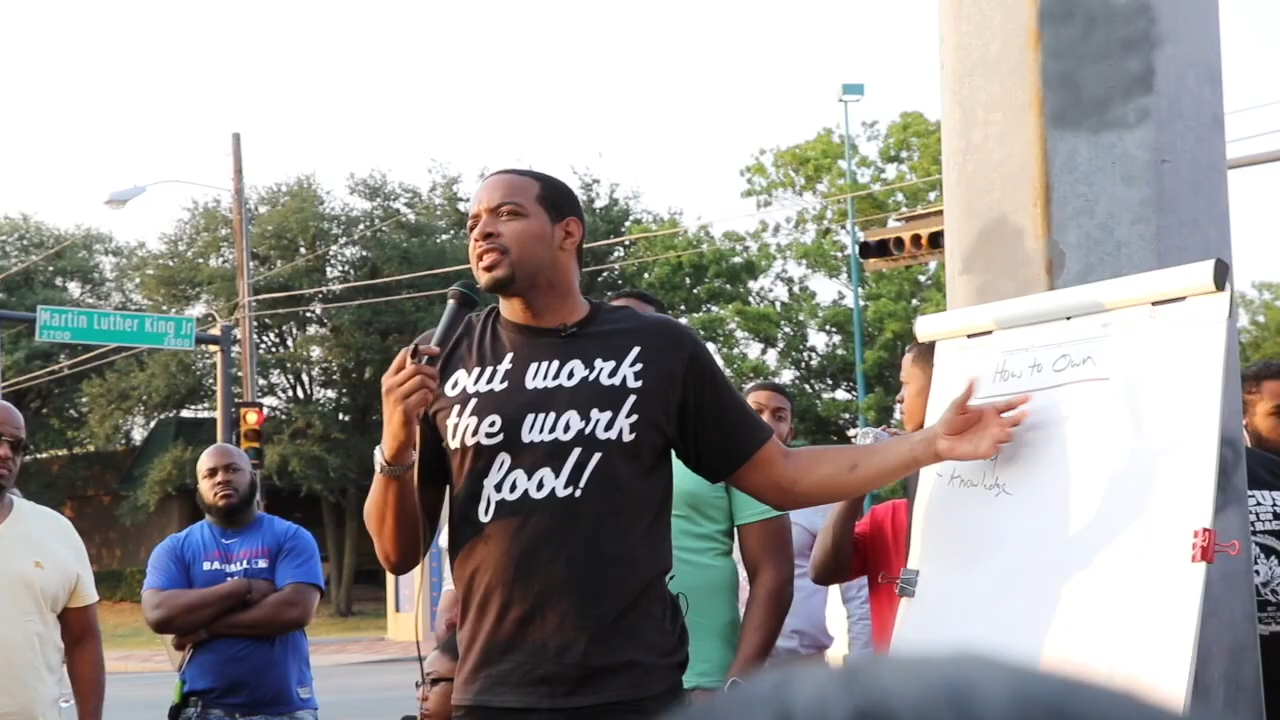 Martin Luther King Jr
2700 2800
out work
the work
fool!
How to Own
- Knowledge